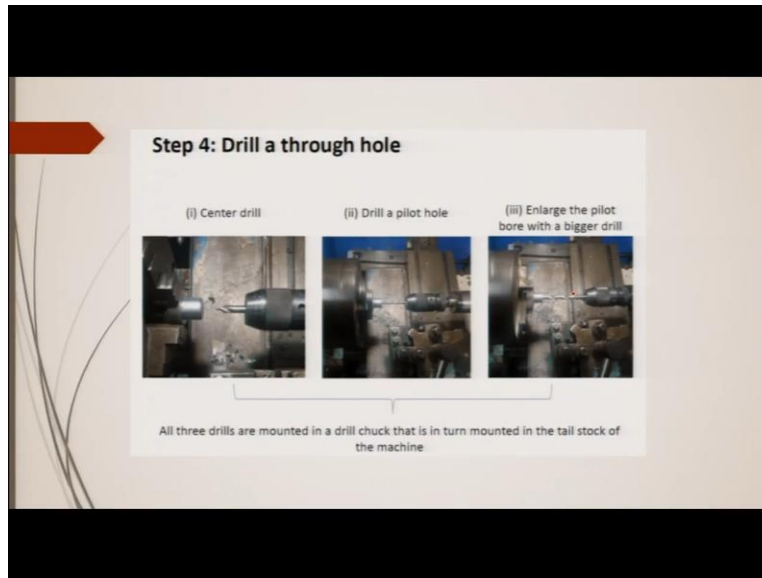 Step 4: Drill a through hole
(i) Center drill
(ii) Drill a pilot hole
(iii) Enlarge the pilot
bore with a bigger drill
All three drills are mounted in a drill chuck that is in turn mounted in the tail stock of
the machine